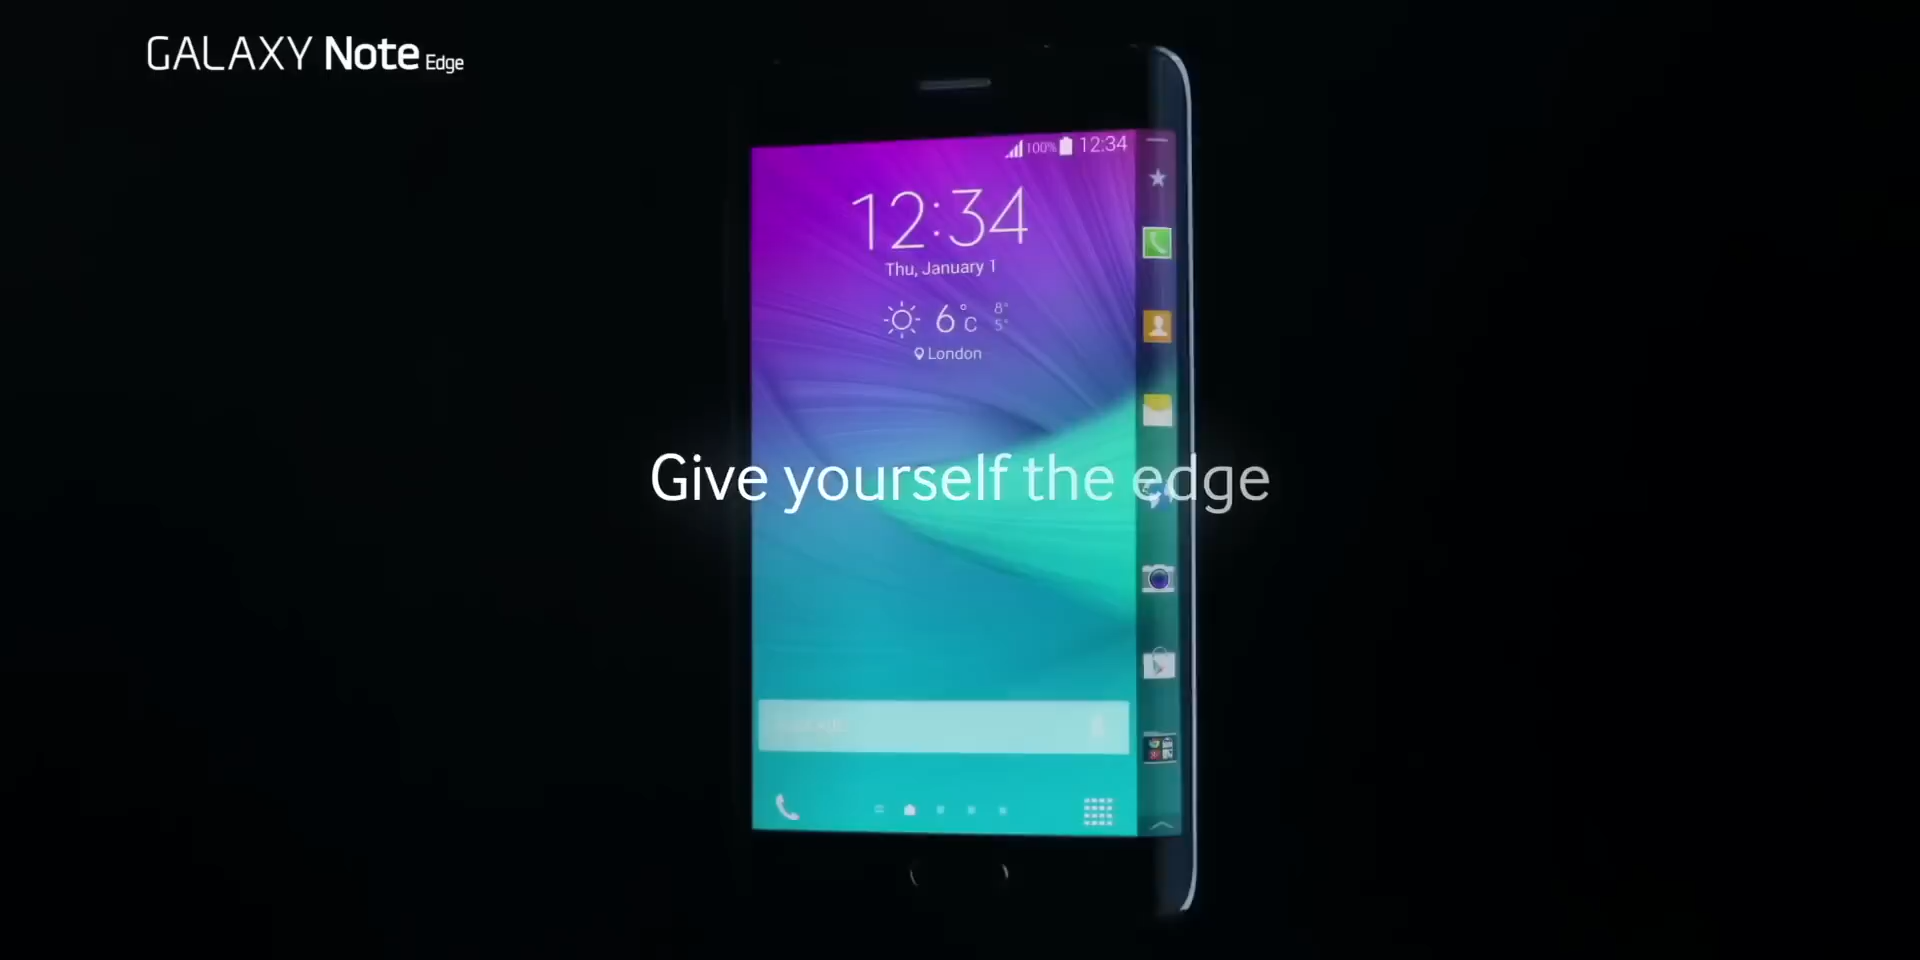 GALAXY Note Edge
100% 12:34
12:34
Thu, January 1
6°C 8° 5°
London
Give yourself the edge